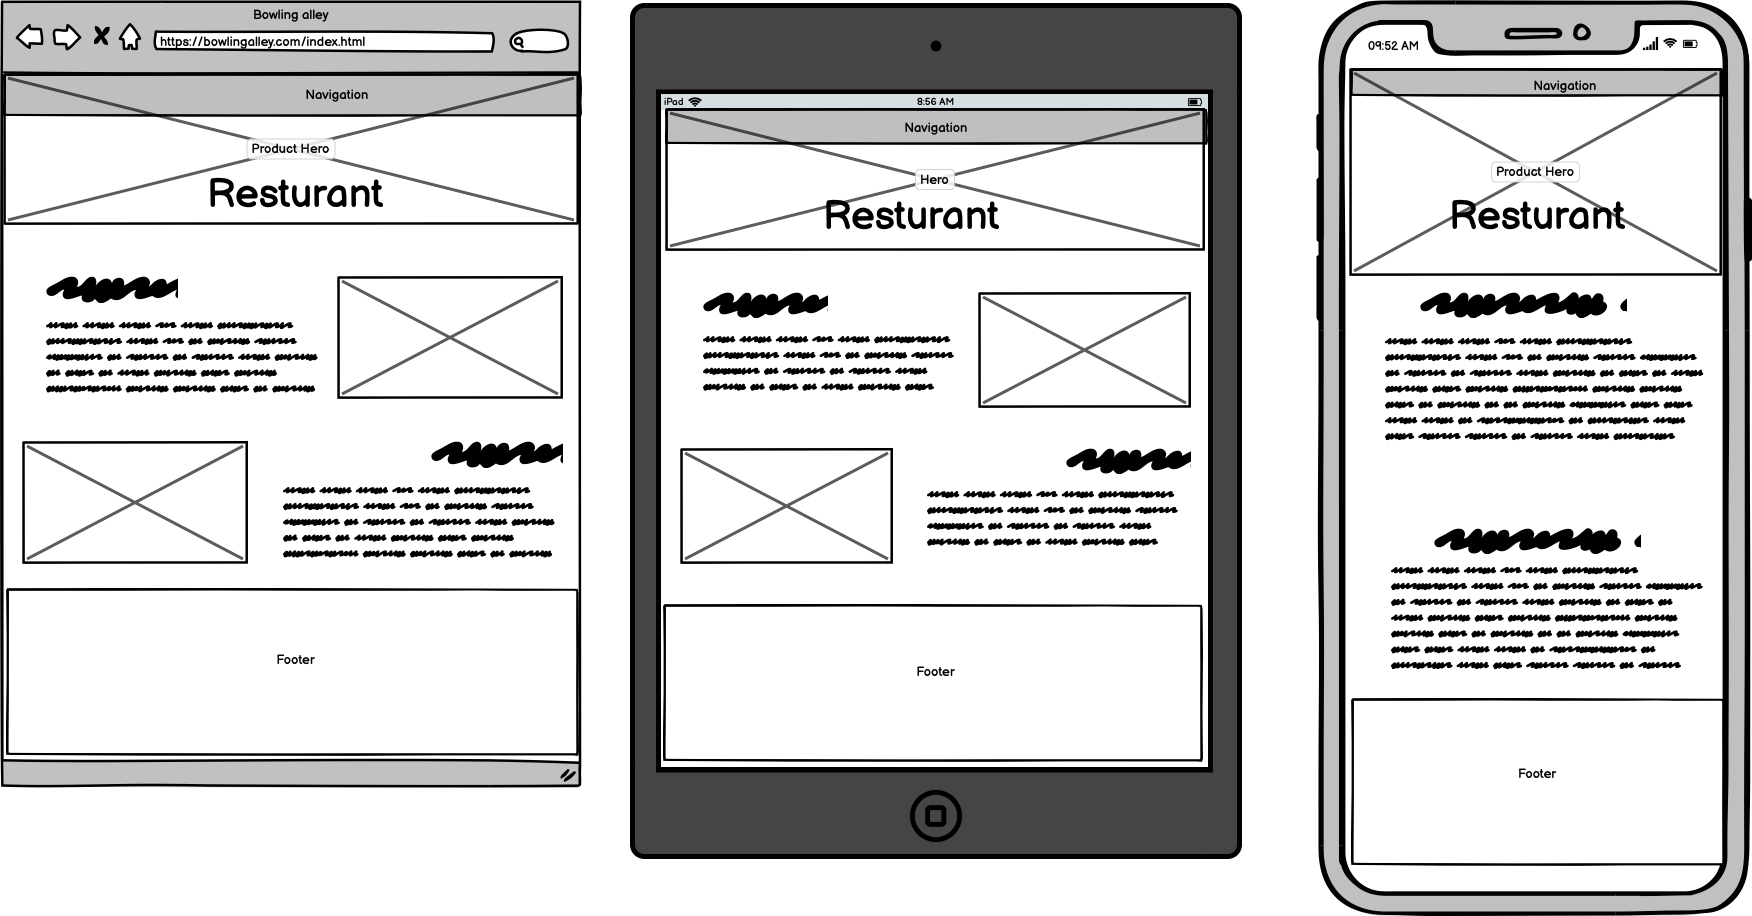 Bowling alley
https://bowlingalley.com/index.html
Navigation
Product Hero
Resturant
Footer
iPad 8:56 AM
Navigation
Hero
Resturant
Footer
09:52 AM
Navigation
Product Hero
Resturant
Footer